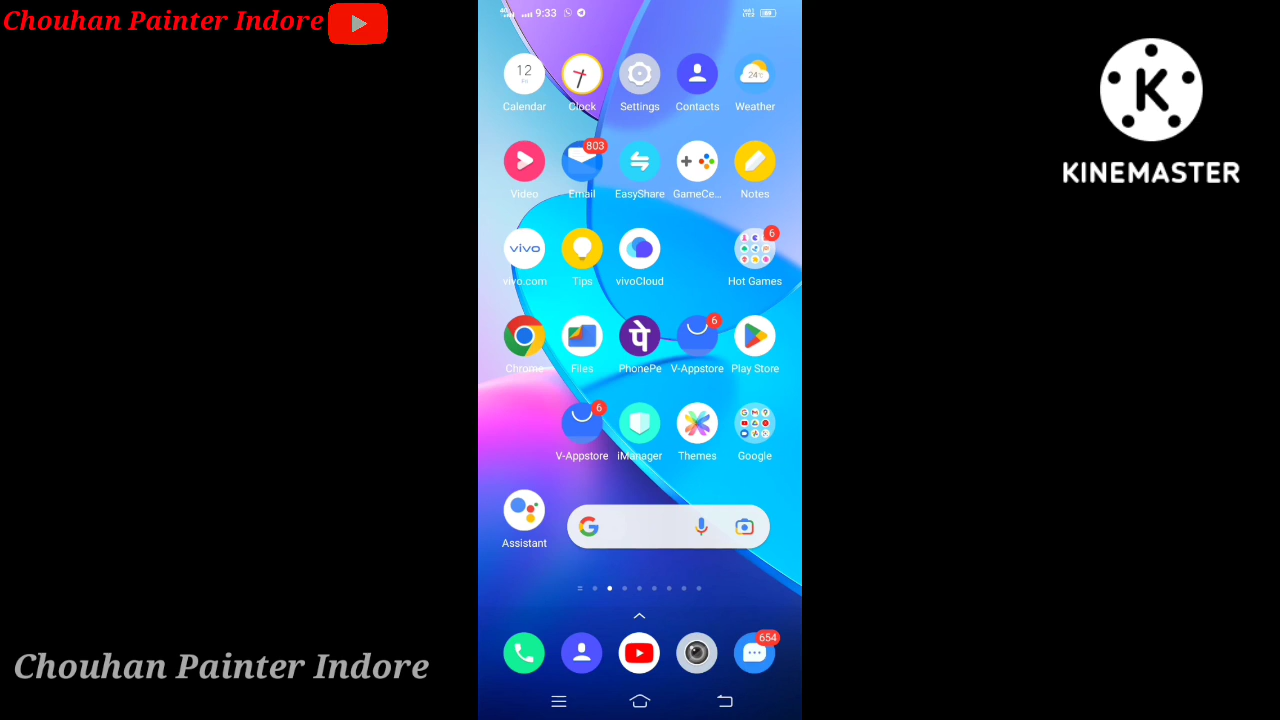 Chouhan Painter Indore
9:33
12
Fri
24°C
Calendar Clock Settings Contacts Weather
803
Video Email EasyShare GameCe... Notes
vivo
6
vivo.com Tips vivoCloud Hot Games
पे
6
Chrome Files PhonePe V-Appstore Play Store
6
V-Appstore iManager Themes Google
Assistant
654
K
KINEMASTER
Chouhan Painter Indore